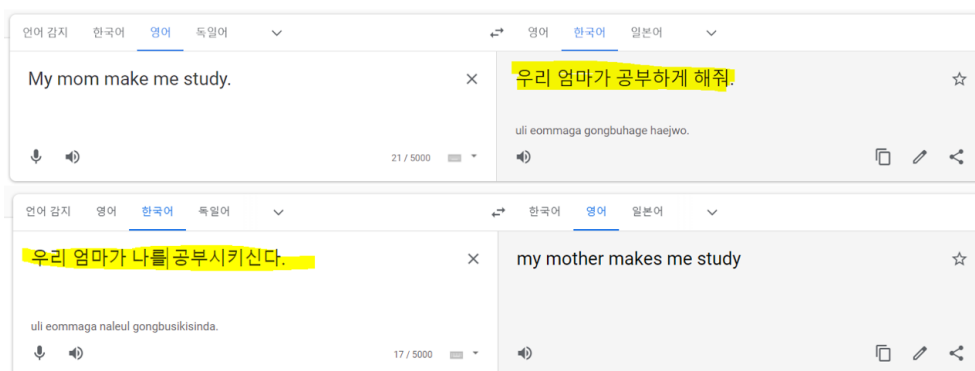 언어 감지 한국어 영어 독일어 영어 한국어 일본어
My mom make me study.
우리 엄마가 공부하게 해줘.
uli eommaga gongbuhage haejwo.
21 / 5000
언어 감지 영어 한국어 독일어 한국어 영어 일본어
우리 엄마가 나를 공부시키신다.
my mother makes me study
uli eommaga naleul gongbusikisinda.
17 / 5000